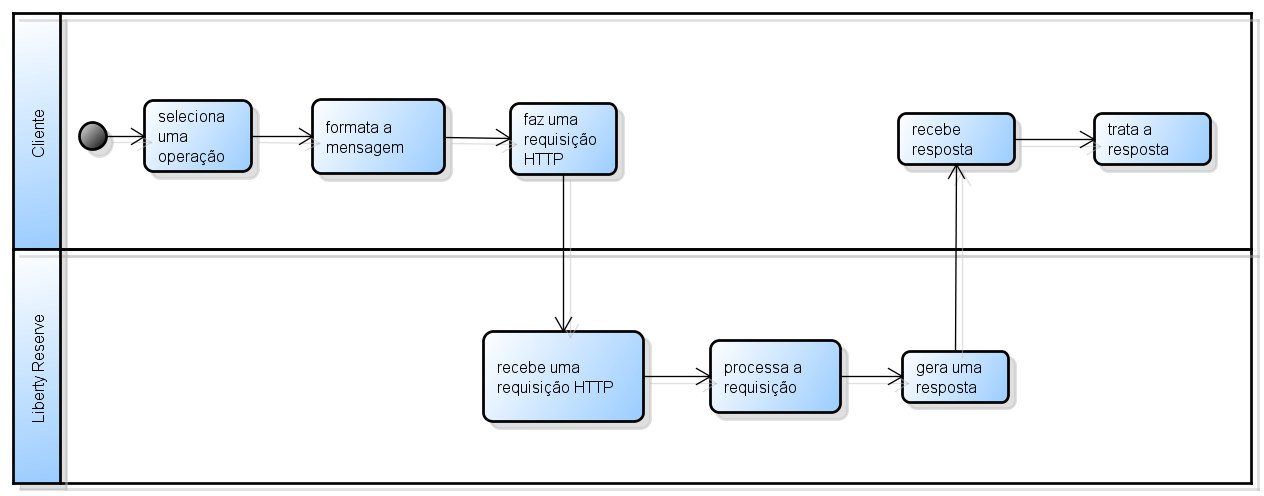 Cliente
seleciona
uma
operação
formata a
mensagem
faz uma
requisição
HTTP
recebe
resposta
trata a
resposta
Liberty Reserve
recebe uma
requisição HTTP
processa a
requisição
gera uma
resposta